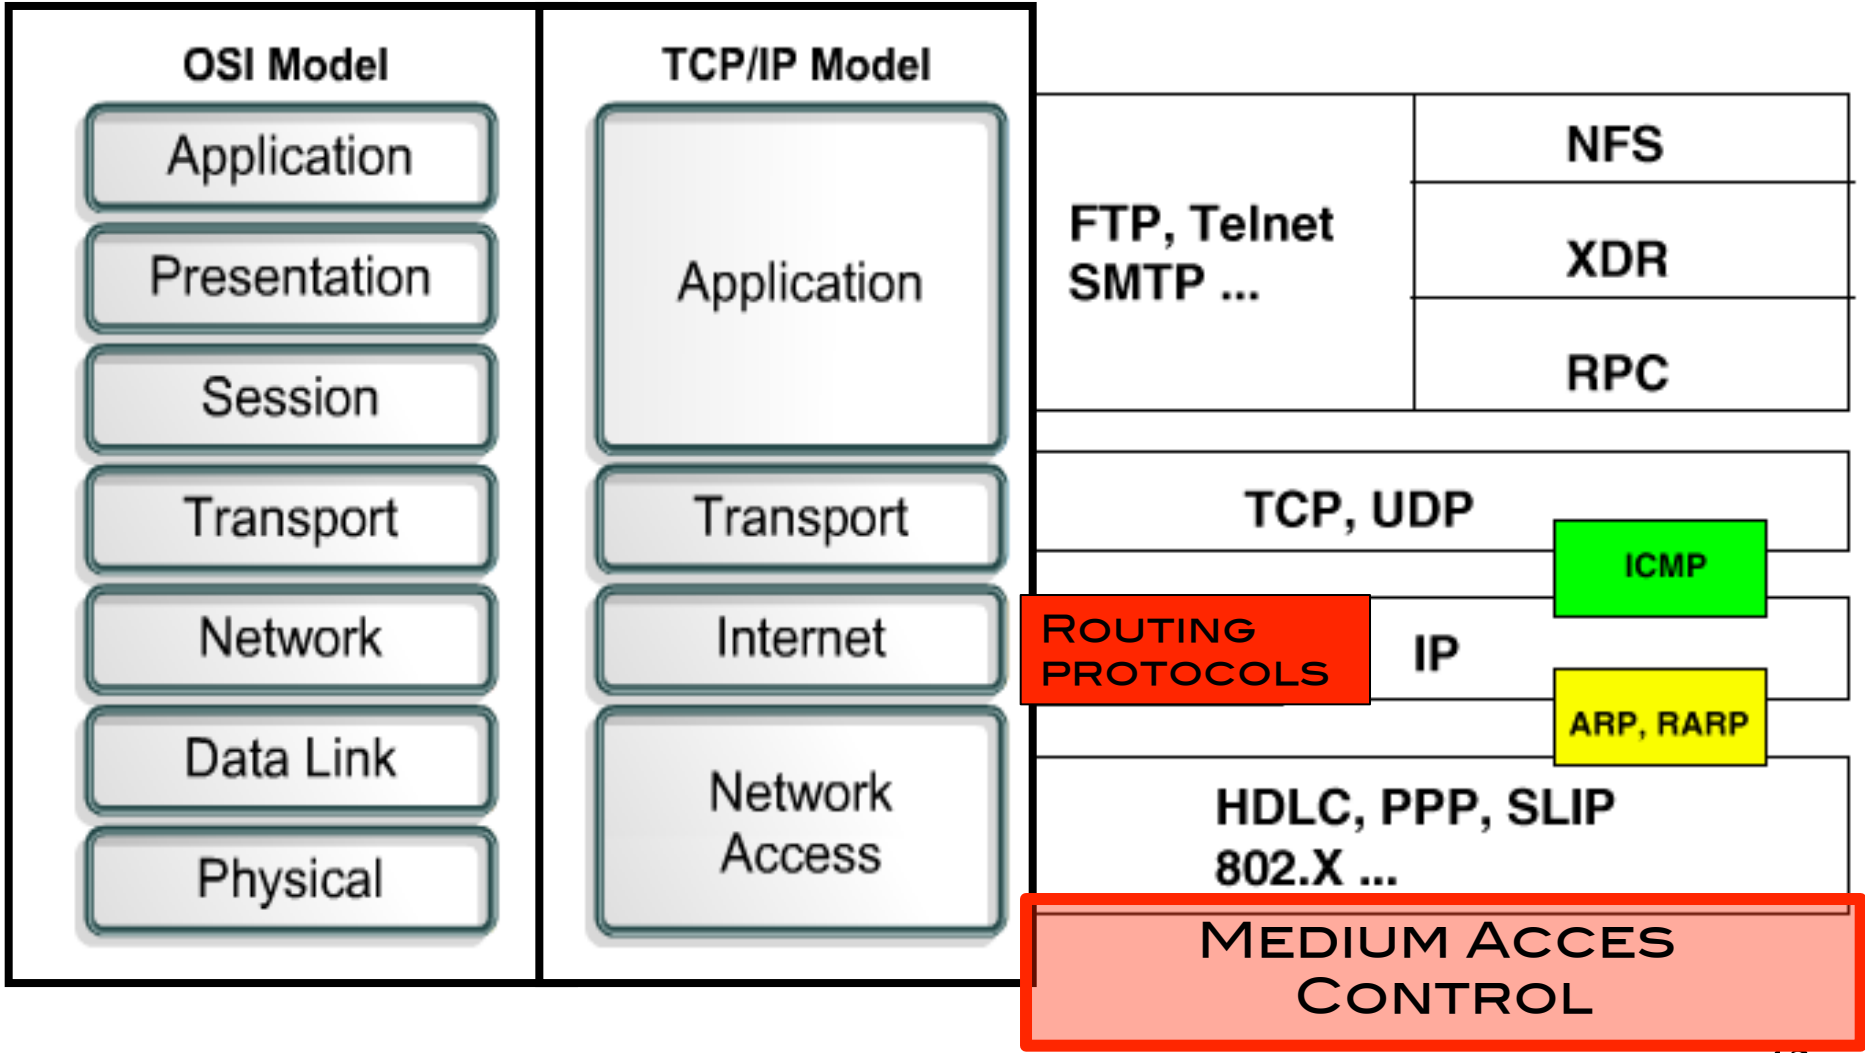 OSI Model
Application
Presentation
Session
Transport
Network
Data Link
Physical
TCP/IP Model
Application
Transport
Internet
Network
Access
FTP, Telnet
SMTP ...
NFS
XDR
RPC
TCP, UDP
ICMP
ROUTING
PROTOCOLS
IP
ARP, RARP
HDLC, PPP, SLIP
802.X ...
MEDIUM ACCES
CONTROL